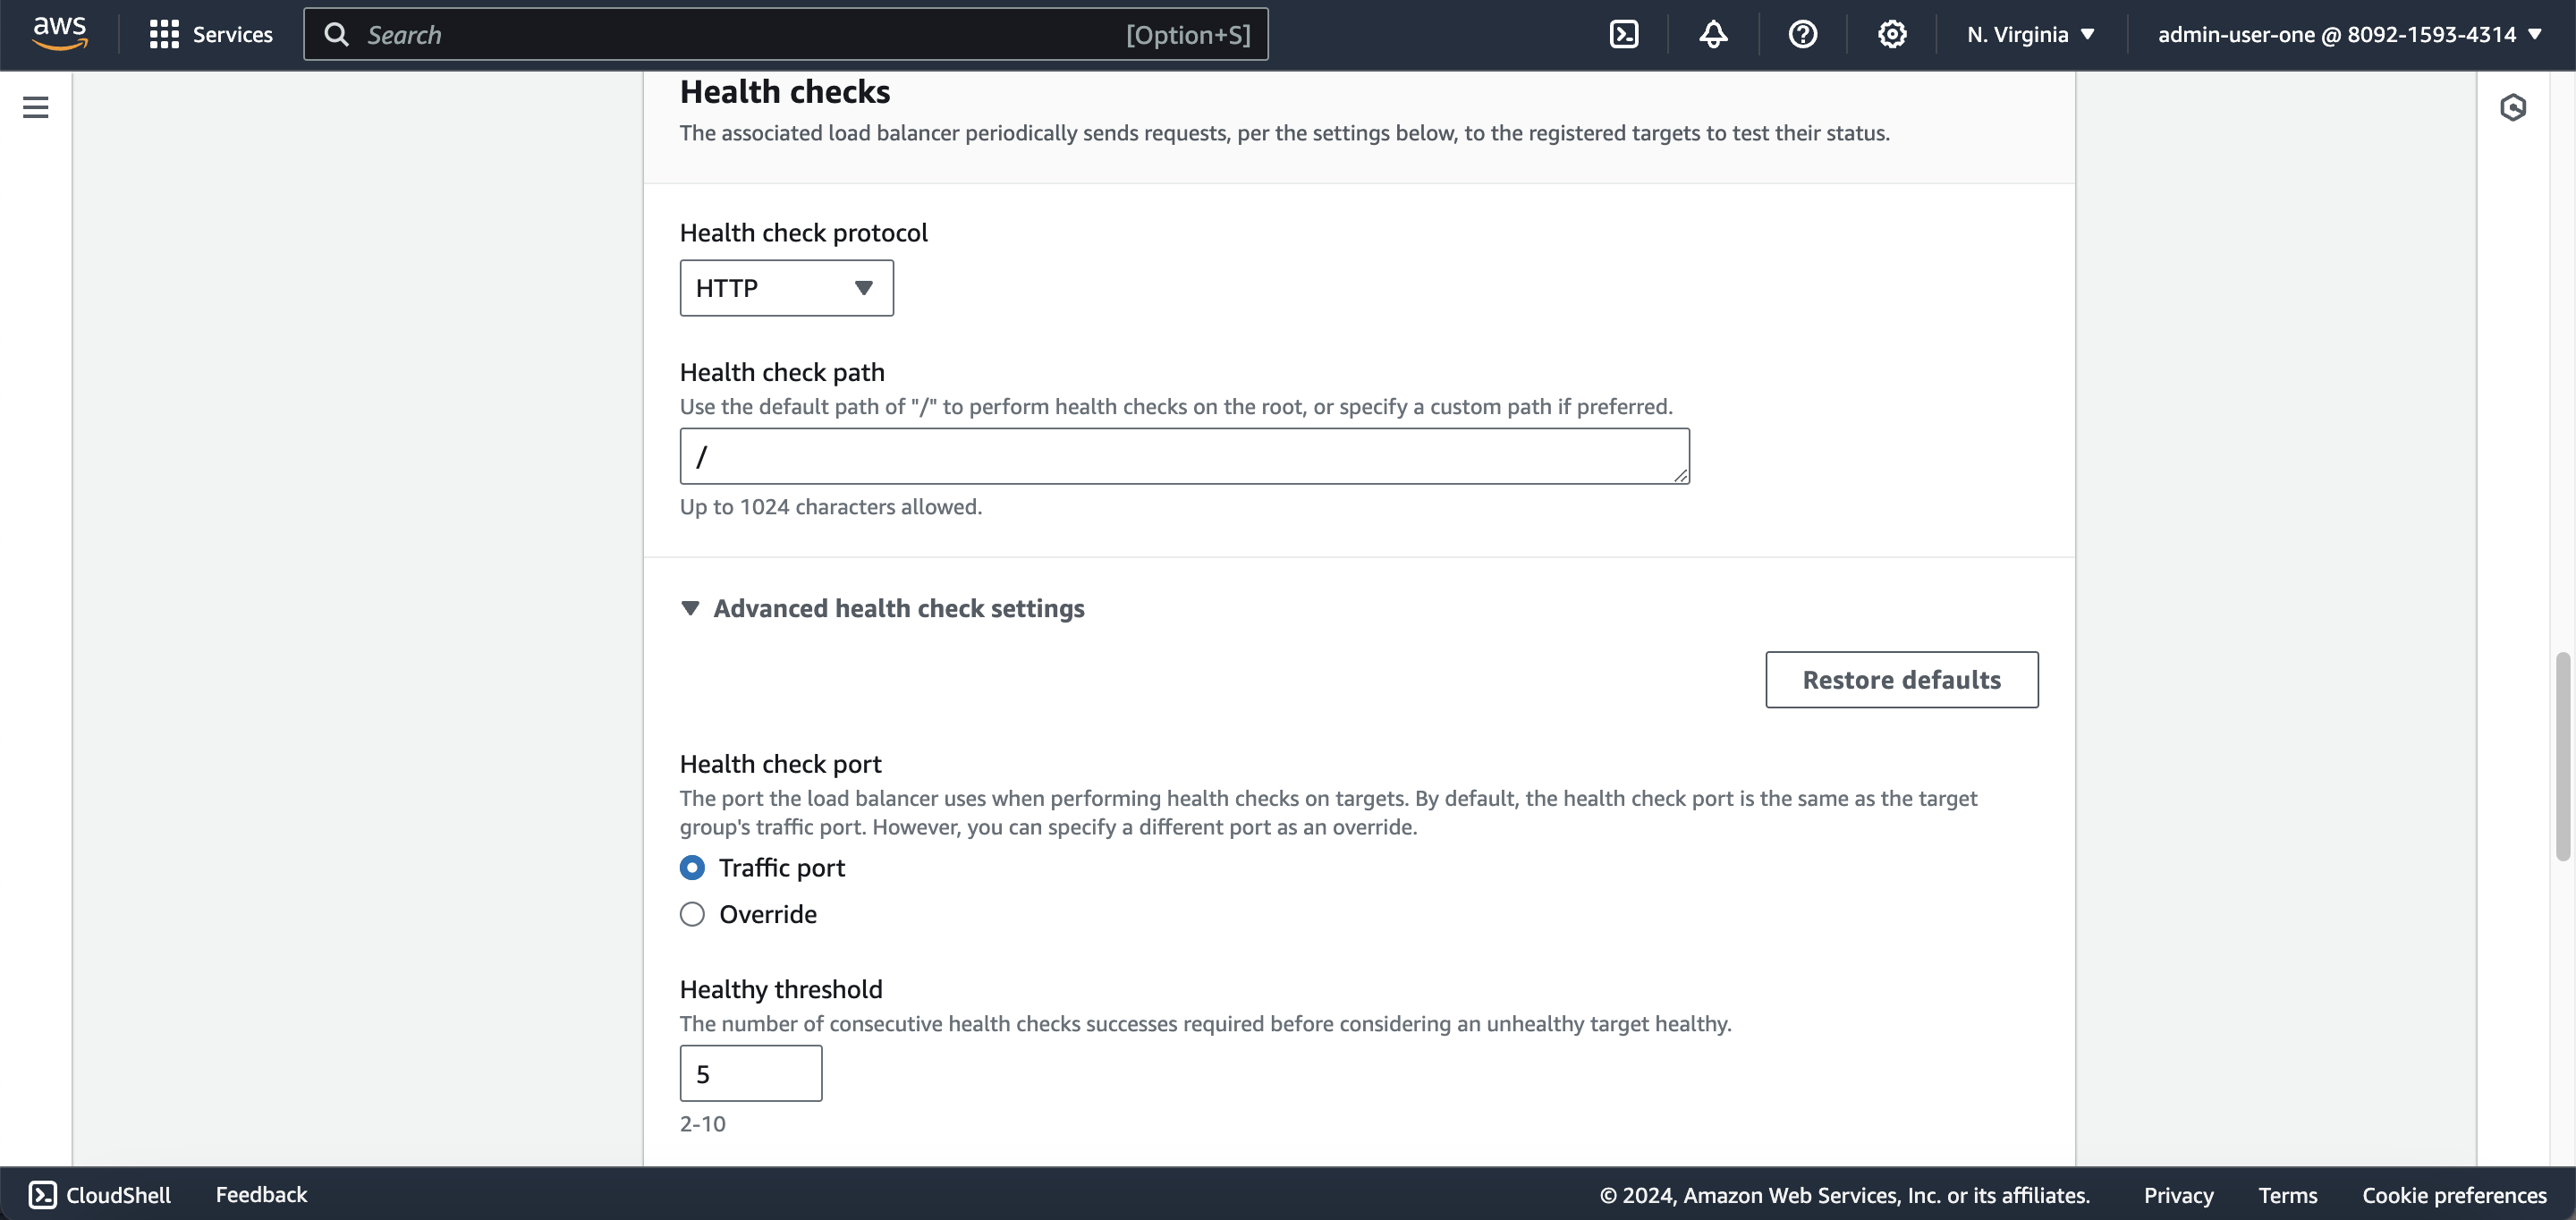 aws
Services
Search
[Option+S]
N. Virginia
admin-user-one @ 8092-1593-4314
Health checks
The associated load balancer periodically sends requests, per the settings below, to the registered targets to test their status.
Health check protocol
HTTP
Health check path
Use the default path of "/" to perform health checks on the root, or specify a custom path if preferred.
/
Up to 1024 characters allowed.
Advanced health check settings
Restore defaults
Health check port
The port the load balancer uses when performing health checks on targets. By default, the health check port is the same as the target
group's traffic port. However, you can specify a different port as an override.
Traffic port
Override
Healthy threshold
The number of consecutive health checks successes required before considering an unhealthy target healthy.
5
2-10
CloudShell
Feedback
© 2024, Amazon Web Services, Inc. or its affiliates.
Privacy
Terms
Cookie preferences